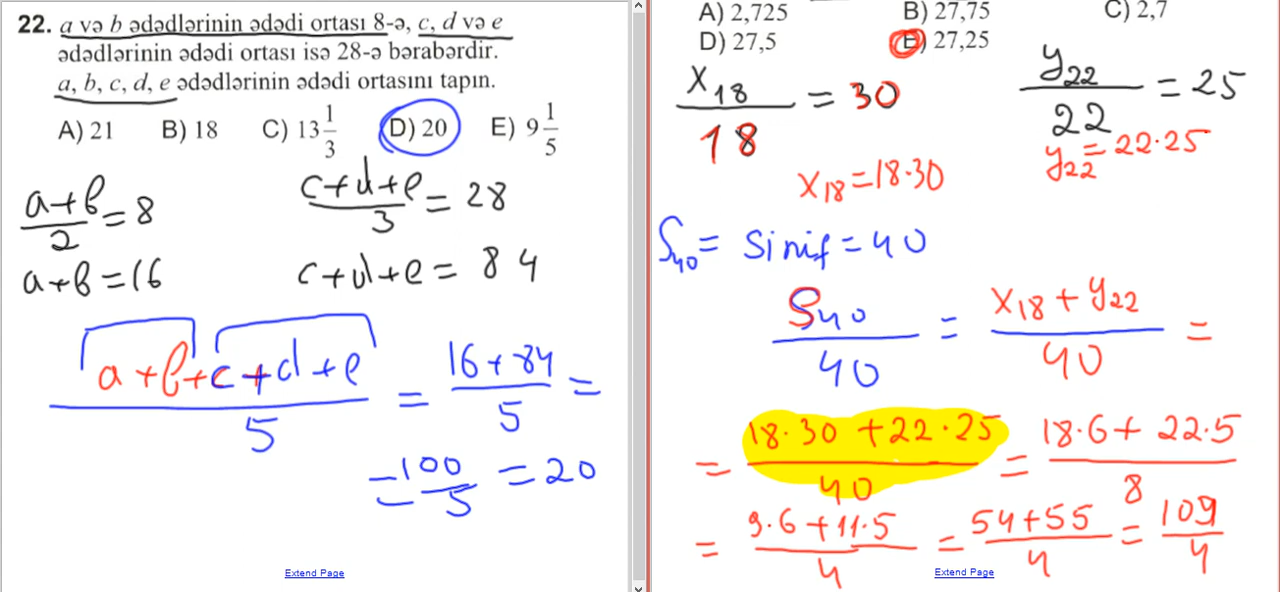 22. a və b ədədlərinin ədədi ortası 8-ə, c, d və e
ədədlərinin ədədi ortası isə 28-ə bərabərdir.
a, b, c, d, e ədədlərinin ədədi ortasını tapın.
A) 21 B) 18 C) 13 1/3 D) 20 E) 9 1/5
a+b/2 = 8 c+d+e/3 = 28
a+b=16 c+d+e = 84
a+b+c+d+e/5 = 16+84/5 =
= 100/5 = 20
Extend Page
A) 2,725 B) 27,75 C) 2,7
D) 27,5 E) 27,25
x18/18 = 30 y22/22 = 25
x18=18·30 y22=22·25
S40= Sinif=40
S40/40 = x18+y22/40 =
= 18·30+22·25/40 = 18·6+22·5/8
= 9·6+11·5/4 = 54+55/4 = 109/4
Extend Page